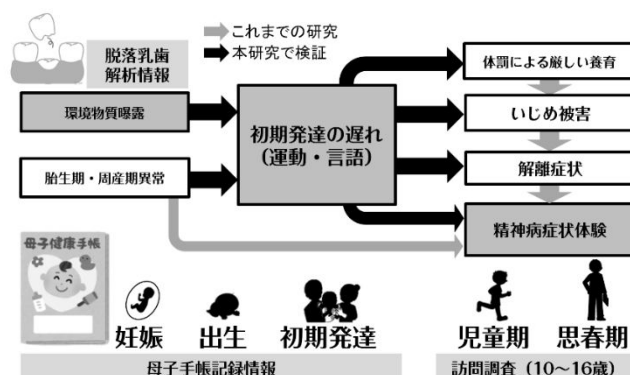 これまでの研究
本研究で検証
脱落乳歯
解析情報
環境物質曝露
胎生期・周産期異常
初期発達の遅れ
（運動・言語）
体罰による厳しい養育
いじめ被害
解離症状
精神病症状体験
母子健康手帳
妊娠
出生
初期発達
児童期
思春期
母子手帳記録情報
訪問調査（10～16歳）